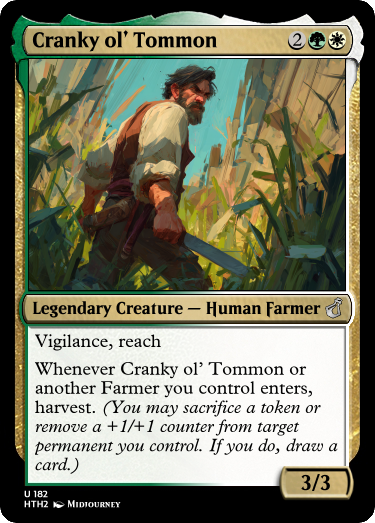 Cranky ol' Tommon 2
Legendary Creature — Human Farmer
Vigilance, reach
Whenever Cranky ol' Tommon or
another Farmer you control enters,
harvest. (You may sacrifice a token or
remove a +1/+1 counter from target
permanent you control. If you do, draw a
card.)
3/3
U 182
HTH2 Midjourney